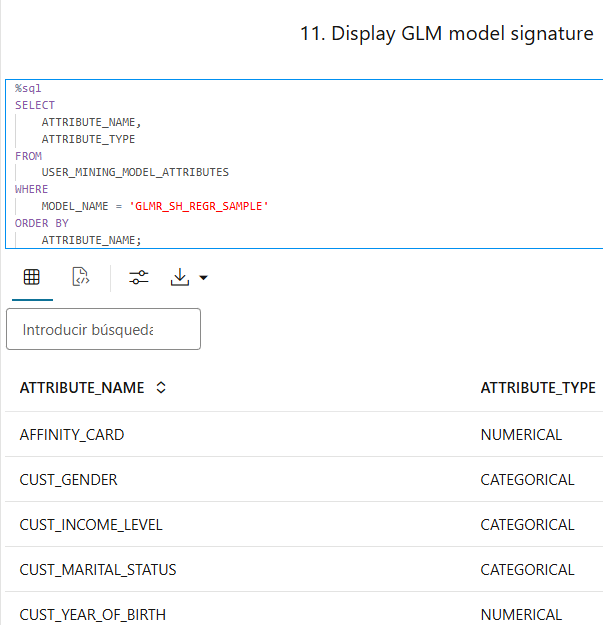 11. Display GLM model signature
%sql
SELECT
ATTRIBUTE_NAME,
ATTRIBUTE_TYPE
FROM
USER_MINING_MODEL_ATTRIBUTES
WHERE
MODEL_NAME = 'GLMR_SH_REGR_SAMPLE'
ORDER BY
ATTRIBUTE_NAME;
Introducir búsqueda
ATTRIBUTE_NAME ATTRIBUTE_TYPE
AFFINITY_CARD NUMERICAL
CUST_GENDER CATEGORICAL
CUST_INCOME_LEVEL CATEGORICAL
CUST_MARITAL_STATUS CATEGORICAL
CUST_YEAR_OF_BIRTH NUMERICAL